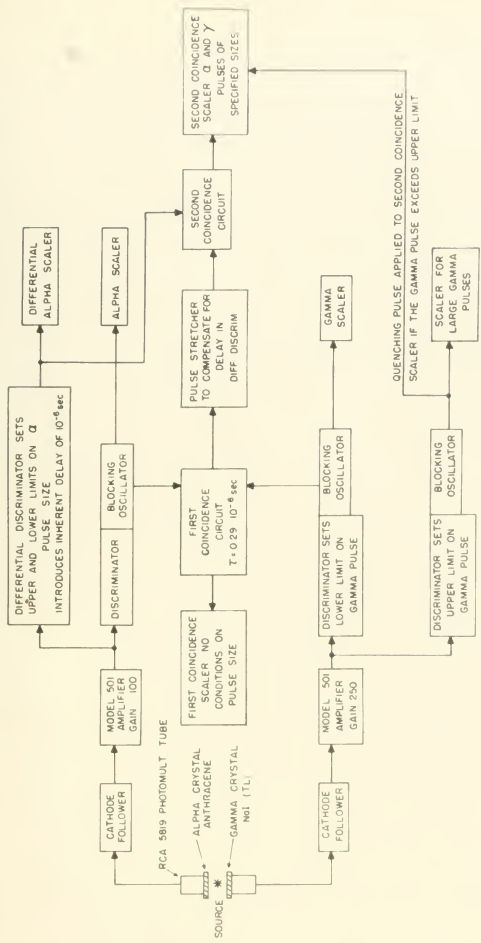 DIFFERENTIAL DISCRIMINATOR SETS
UPPER AND LOWER LIMITS ON α
PULSE SIZE
INTRODUCES INHERENT DELAY OF 10⁻⁶ sec
DIFFERENTIAL
ALPHA SCALER
MODEL 501
AMPLIFIER
GAIN 100
DISCRIMINATOR
BLOCKING
OSCILLATOR
ALPHA SCALER
CATHODE
FOLLOWER
RCA 5819 PHOTOMULT TUBE
ALPHA CRYSTAL
ANTHRACENE
SOURCE
GAMMA CRYSTAL
NaI (TL)
FIRST COINCIDENCE
SCALER NO
CONDITIONS ON
PULSE SIZE
FIRST
COINCIDENCE
CIRCUIT
T = 0.29 10⁻⁶ sec
PULSE STRETCHER
TO COMPENSATE FOR
DELAY IN
DIFF DISCRIM
SECOND
COINCIDENCE
CIRCUIT
SECOND COINCIDENCE
SCALER α AND γ
PULSES OF
SPECIFIED SIZES
CATHODE
FOLLOWER
MODEL 501
AMPLIFIER
GAIN 250
DISCRIMINATOR SETS
LOWER LIMIT ON
GAMMA PULSE
BLOCKING
OSCILLATOR
GAMMA
SCALER
QUENCHING PULSE APPLIED TO SECOND COINCIDENCE
SCALER IF THE GAMMA PULSE EXCEEDS UPPER LIMIT
DISCRIMINATOR SETS
UPPER LIMIT ON
GAMMA PULSE
BLOCKING
OSCILLATOR
SCALER FOR
LARGE GAMMA
PULSES